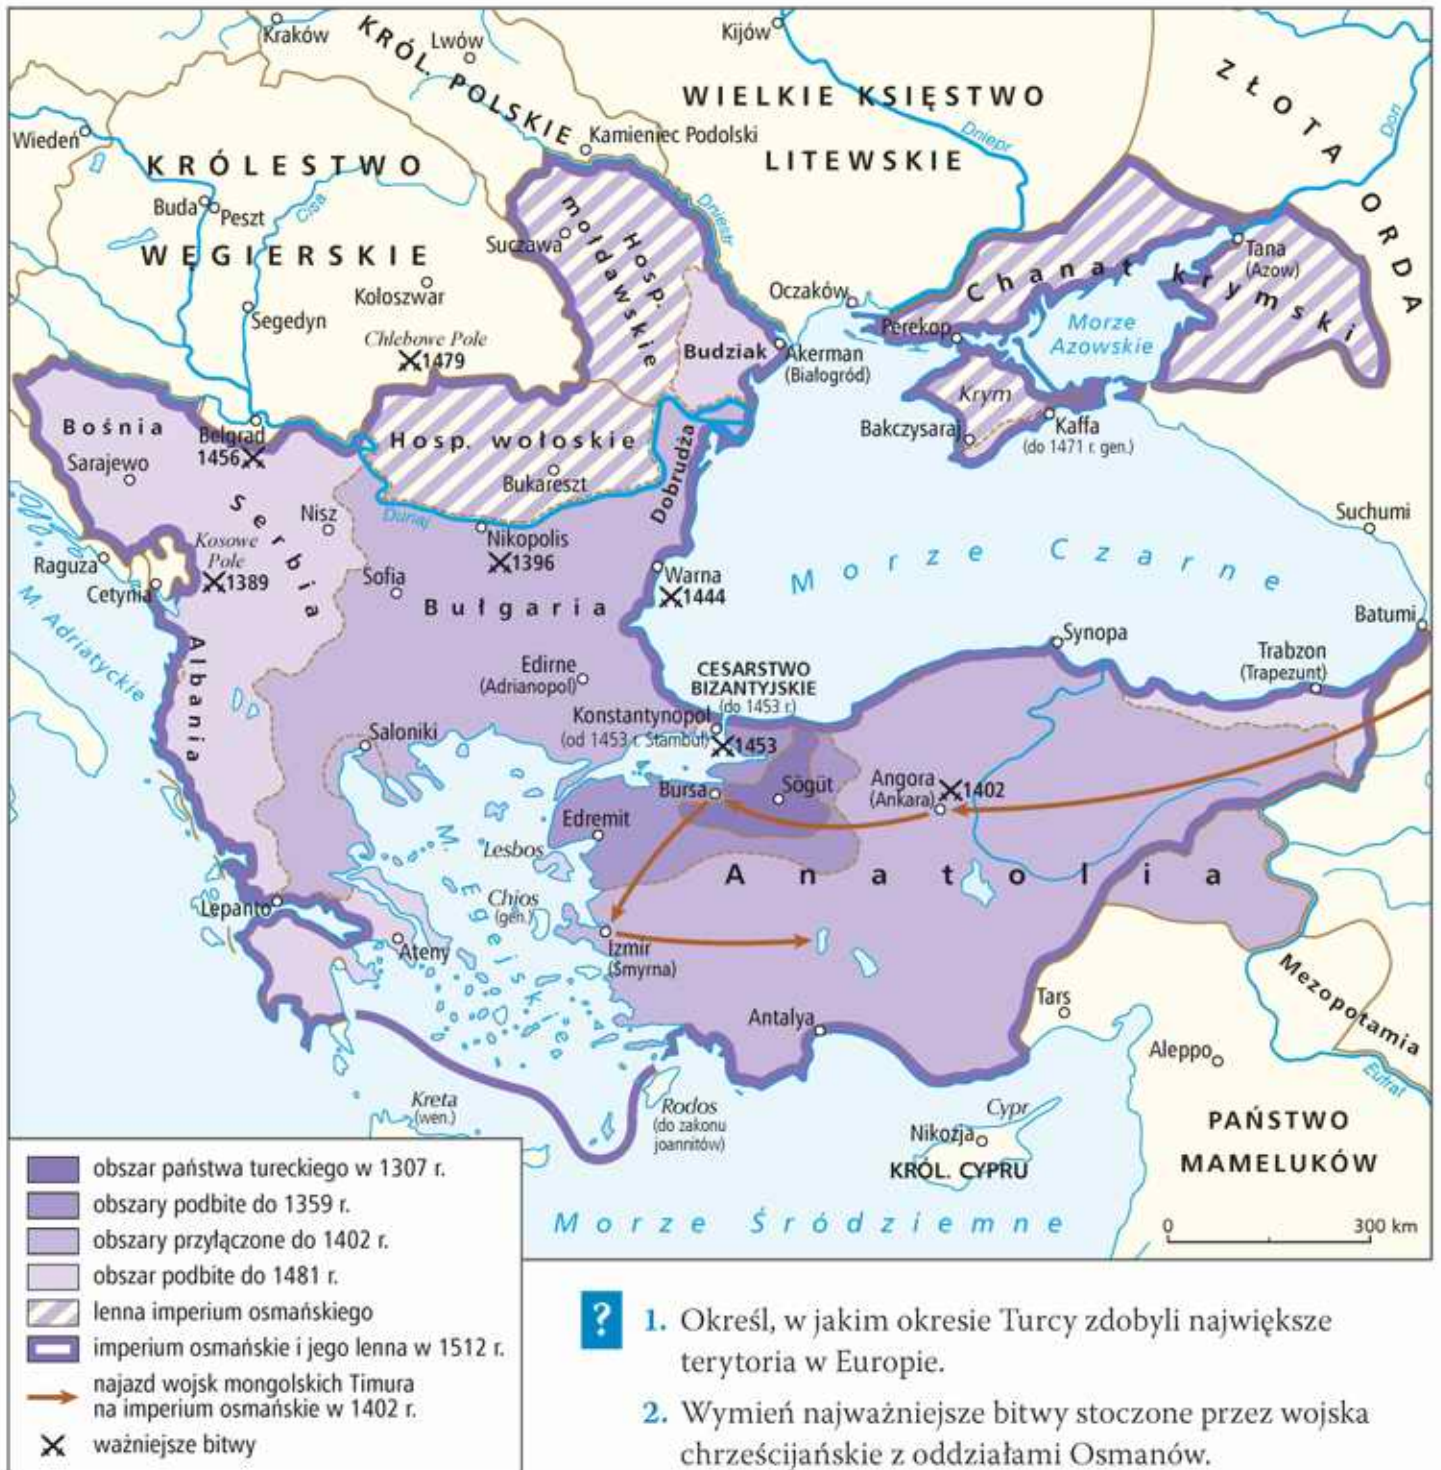 Kraków
KRÓL. POLSKIE
Lwów
Kijów
WIELKIE KSIĘSTWO
LITEWSKIE
Dniepr
ZŁOTA ORDA
Don
Wiedeń
KRÓLESTWO
WĘGIERSKIE
Buda
Peszt
Cisa
Kamieniec Podolski
Dniestr
Suczawa
Hosp.
mołdawskie
Koloszwar
Segedyn
Chlebowe Pole
1479
Budziak
Oczaków
Akerman
(Białogród)
Perekop
Chanat krymski
Tana
(Azow)
Morze
Azowskie
Krym
Bakczysaraj
Kaffa
(do 1471 r. gen.)
Bośnia
Sarajewo
Belgrad
1456
Hosp. wołoskie
Bukareszt
Dobrudża
Serbia
Nisz
Dunaj
Nikopolis
1396
Kosowe
Pole
1389
Raguza
Cetynia
M. Adriatyckie
Sofia
Bułgaria
Warna
1444
Morze Czarne
Suchumi
Batumi
Albania
Edirne
(Adrianopol)
CESARSTWO
BIZANTYJSKIE
(do 1453 r.)
Konstantynopol
(od 1453 r. Stambuł)
1453
Synopa
Trabzon
(Trapezunt)
Saloniki
Bursa
Sögüt
Angora
(Ankara)
1402
Edremit
Lesbos
M. Egejskie
Anatolia
Chios
(gen.)
Lepanto
Ateny
Izmir
(Smyrna)
Antalya
Tars
Mezopotamia
Aleppo
Eufrat
Kreta
(wen.)
Rodos
(do zakonu
joannitów)
Cypr
Nikozja
KRÓL. CYPRU
PAŃSTWO
MAMELUKÓW
Morze Śródziemne
0 300 km
obszar państwa tureckiego w 1307 r.
obszary podbite do 1359 r.
obszary przyłączone do 1402 r.
obszar podbite do 1481 r.
lenna imperium osmańskiego
imperium osmańskie i jego lenna w 1512 r.
najazd wojsk mongolskich Timura
na imperium osmańskie w 1402 r.
ważniejsze bitwy
?
1. Określ, w jakim okresie Turcy zdobyli największe
terytoria w Europie.
2. Wymień najważniejsze bitwy stoczone przez wojska
chrześcijańskie z oddziałami Osmanów.